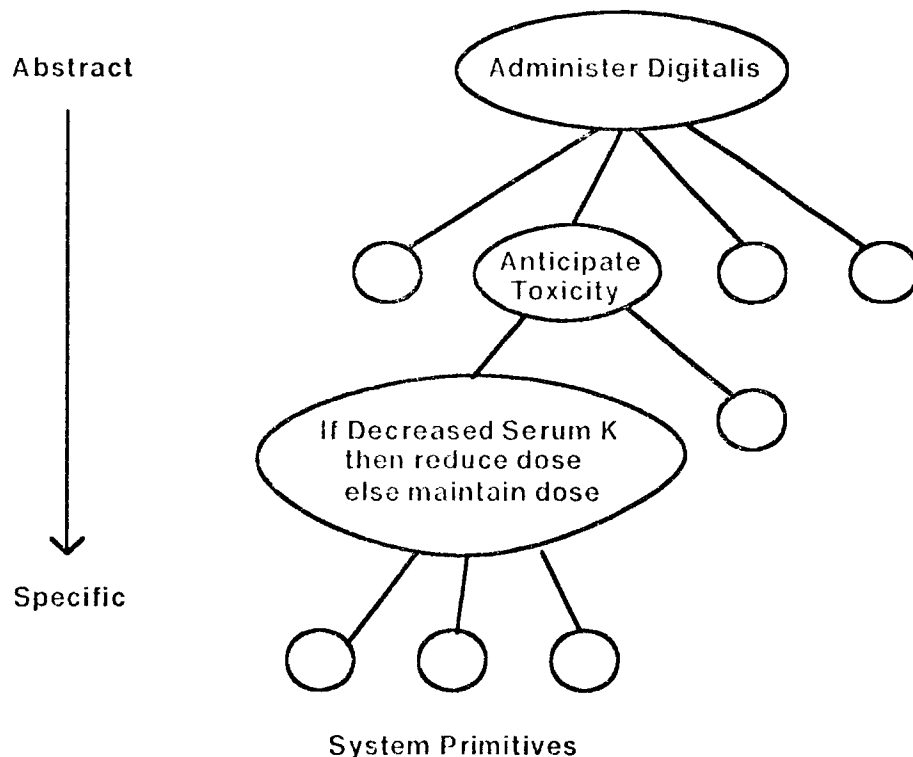 Abstract
Administer Digitalis
Anticipate
Toxicity
If Decreased Serum K
then reduce dose
else maintain dose
Specific
System Primitives